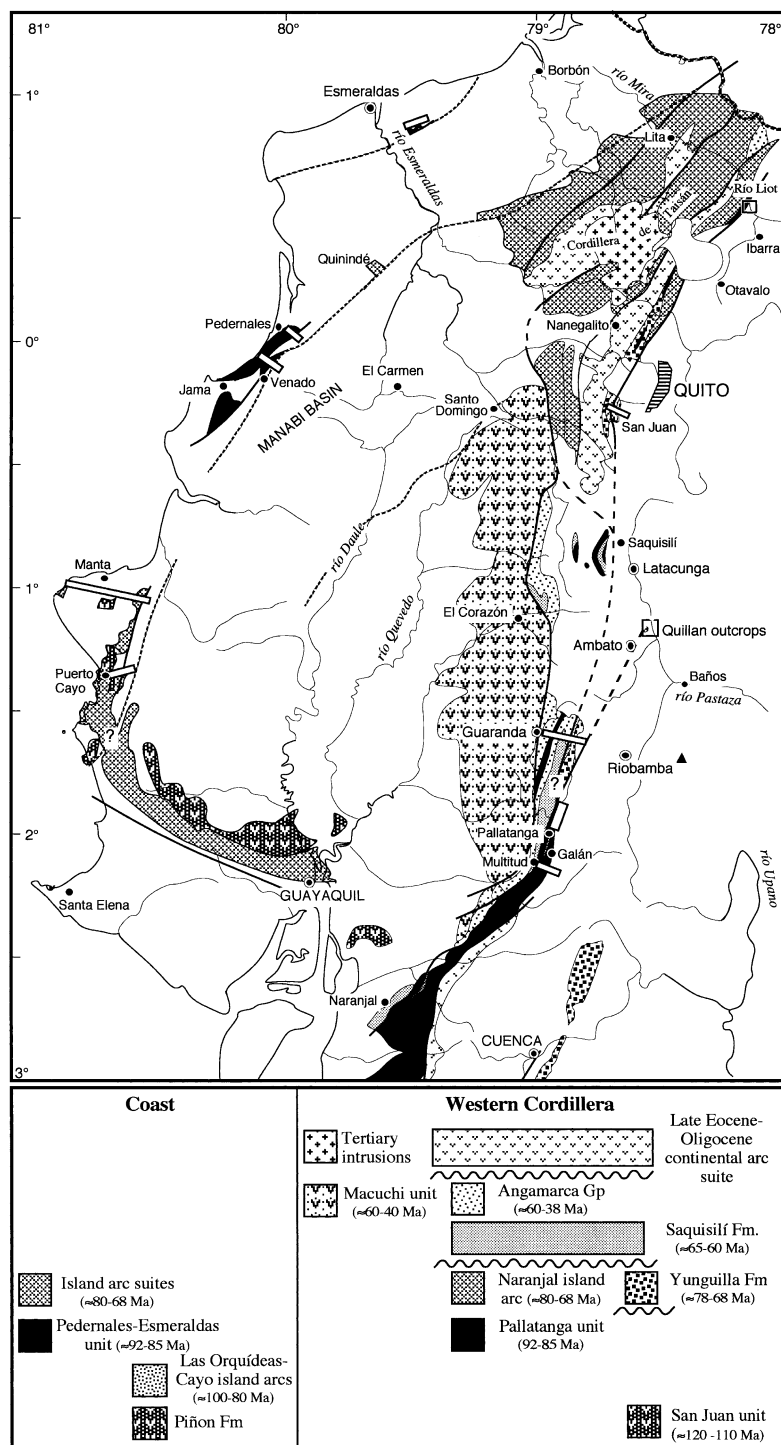 81°
80°
79°
78°
1°
Borbón
río Mira
Esmeraldas
Lita
río Esmeraldas
Río Liot
Cordillera de Toisán
Ibarra
Quinindé
Otavalo
Pedernales
Nanegalito
0°
El Carmen
QUITO
Jama
Venado
MANABI BASIN
Santo
Domingo
San Juan
río Daule
Saquisilí
Manta
Latacunga
1°
río Quevedo
El Corazón
Quillan outcrops
Ambato
Puerto
Cayo
Baños
río Pastaza
?
Guaranda
Riobamba
?
2°
Pallatanga
Galán
Multitud
río Upano
GUAYAQUIL
Santa Elena
Naranjal
CUENCA
3°
Coast
Island arc suites
(≈80-68 Ma)
Pedernales-Esmeraldas
unit (≈92-85 Ma)
Las Orquídeas-
Cayo island arcs
(≈100-80 Ma)
Piñon Fm
Western Cordillera
Tertiary
intrusions
Late Eocene-
Oligocene
continental arc
suite
Macuchi unit
(≈60-40 Ma)
Angamarca Gp
(≈60-38 Ma)
Saquisilí Fm.
(≈65-60 Ma)
Naranjal island
arc (≈80-68 Ma)
Yunguilla Fm
(≈78-68 Ma)
Pallatanga unit
(92-85 Ma)
San Juan unit
(≈120-110 Ma)